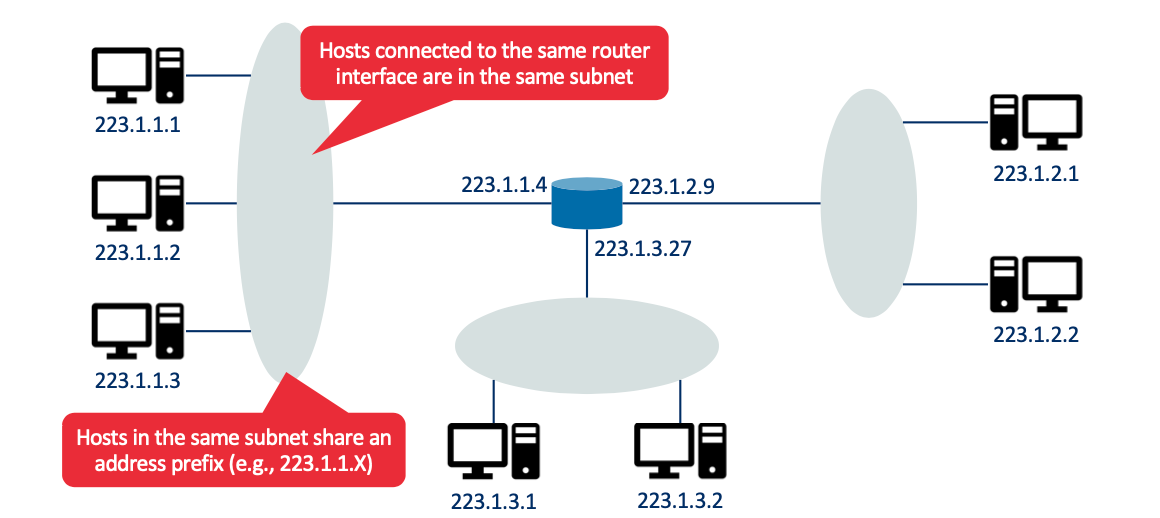 Hosts connected to the same router
interface are in the same subnet
223.1.1.1
223.1.1.2
223.1.1.3
223.1.1.4
223.1.2.9
223.1.3.27
223.1.2.1
223.1.2.2
Hosts in the same subnet share an
address prefix (e.g., 223.1.1.X)
223.1.3.1
223.1.3.2